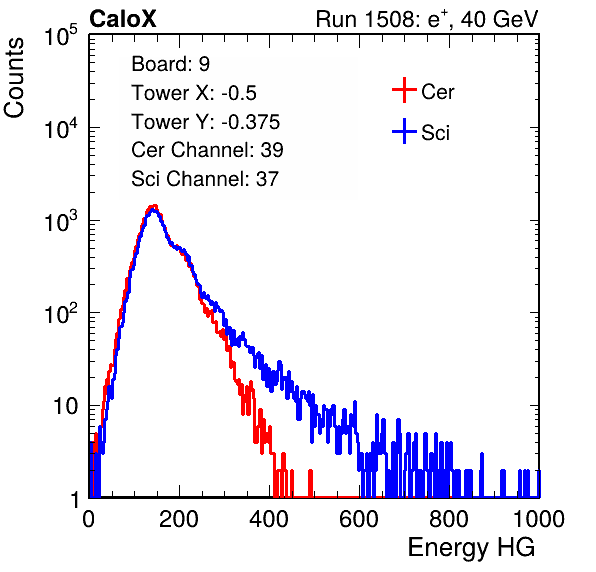 CaloX Run 1508: e⁺, 40 GeV
Counts
Board: 9
Tower X: -0.5
Tower Y: -0.375
Cer Channel: 39
Sci Channel: 37
Cer
Sci
10⁵
10⁴
10³
10²
10
1
0 200 400 600 800 1000
Energy HG